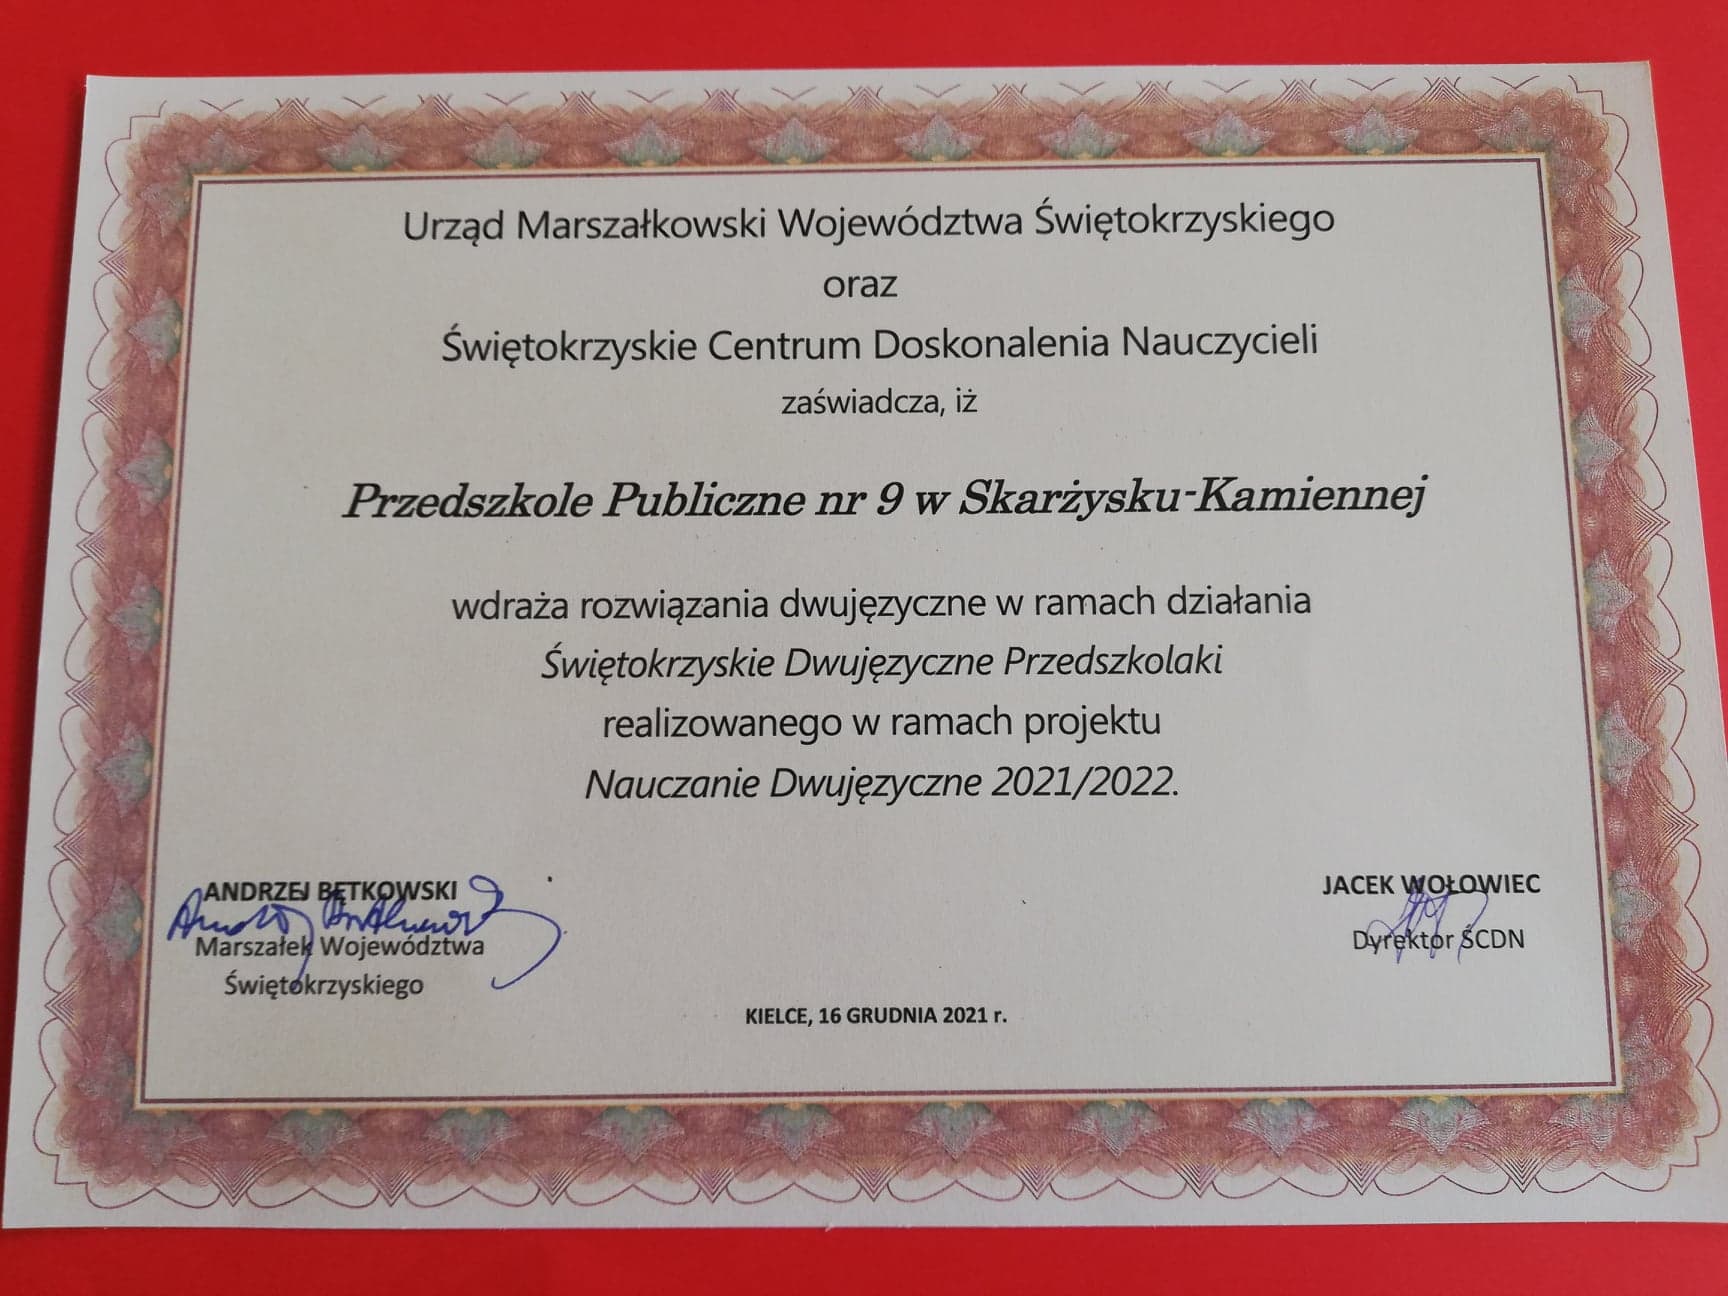 Urząd Marszałkowski Województwa Świętokrzyskiego
oraz
Świętokrzyskie Centrum Doskonalenia Nauczycieli
zaświadcza, iż
Przedszkole Publiczne nr 9 w Skarżysku-Kamiennej
wdraża rozwiązania dwujęzyczne w ramach działania
Świętokrzyskie Dwujęzyczne Przedszkolaki
realizowanego w ramach projektu
Nauczanie Dwujęzyczne 2021/2022.
ANDRZEJ BĘTKOWSKI
Marszałek Województwa
Świętokrzyskiego
JACEK WOŁOWIEC
Dyrektor ŚCDN
KIELCE, 16 GRUDNIA 2021 r.